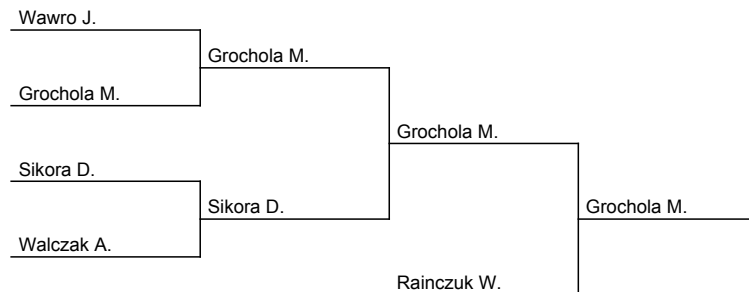 Wawro J.
Grochola M.
Grochola M.
Grochola M.
Sikora D.
Sikora D.
Grochola M.
Walczak A.
Rainczuk W.